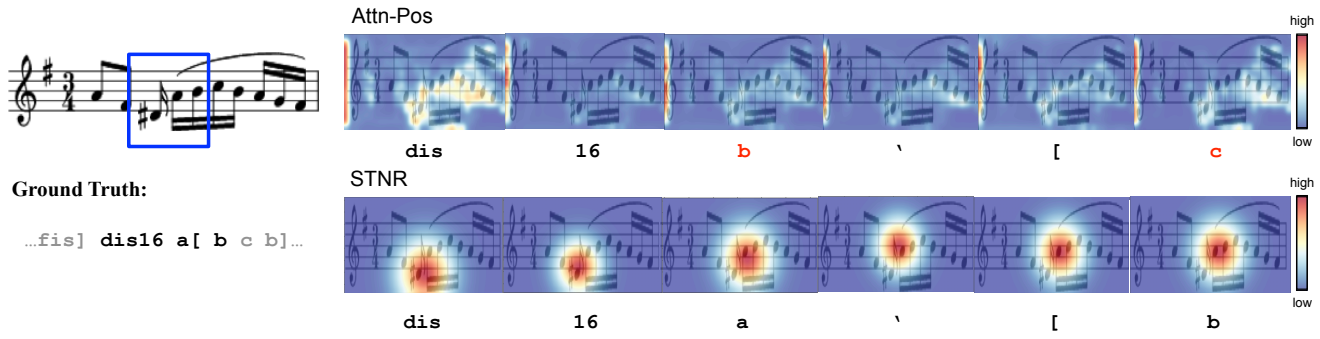 Attn-Pos
high
low
dis 16 b ‘ [ c
3
4
Ground Truth:
...fis] dis16 a[ b c b]...
STNR
high
low
dis 16 a ‘ [ b